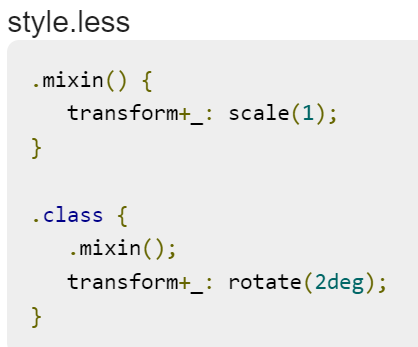 style.less
.mixin() {
   transform+_: scale(1);
}

.class {
   .mixin();
   transform+_: rotate(2deg);
}